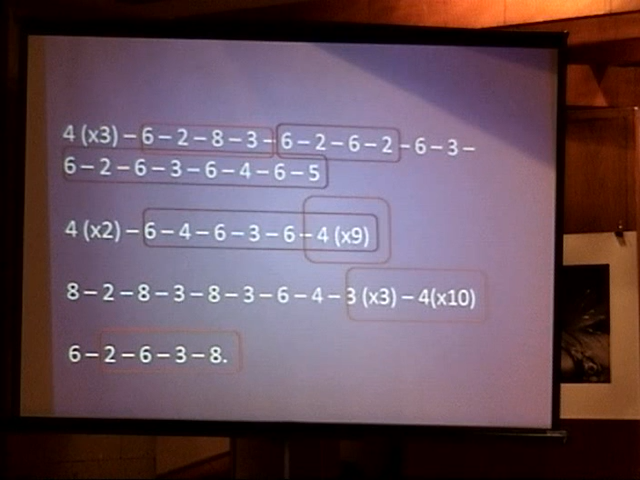 4 (x3) – 6 – 2 – 8 – 3 – 6 – 2 – 6 – 2 – 6 – 3 –
6 – 2 – 6 – 3 – 6 – 4 – 6 – 5
4 (x2) – 6 – 4 – 6 – 3 – 6 – 4 (x9)
8 – 2 – 8 – 3 – 8 – 3 – 6 – 4 – 3 (x3) – 4(x10)
6 – 2 – 6 – 3 – 8.